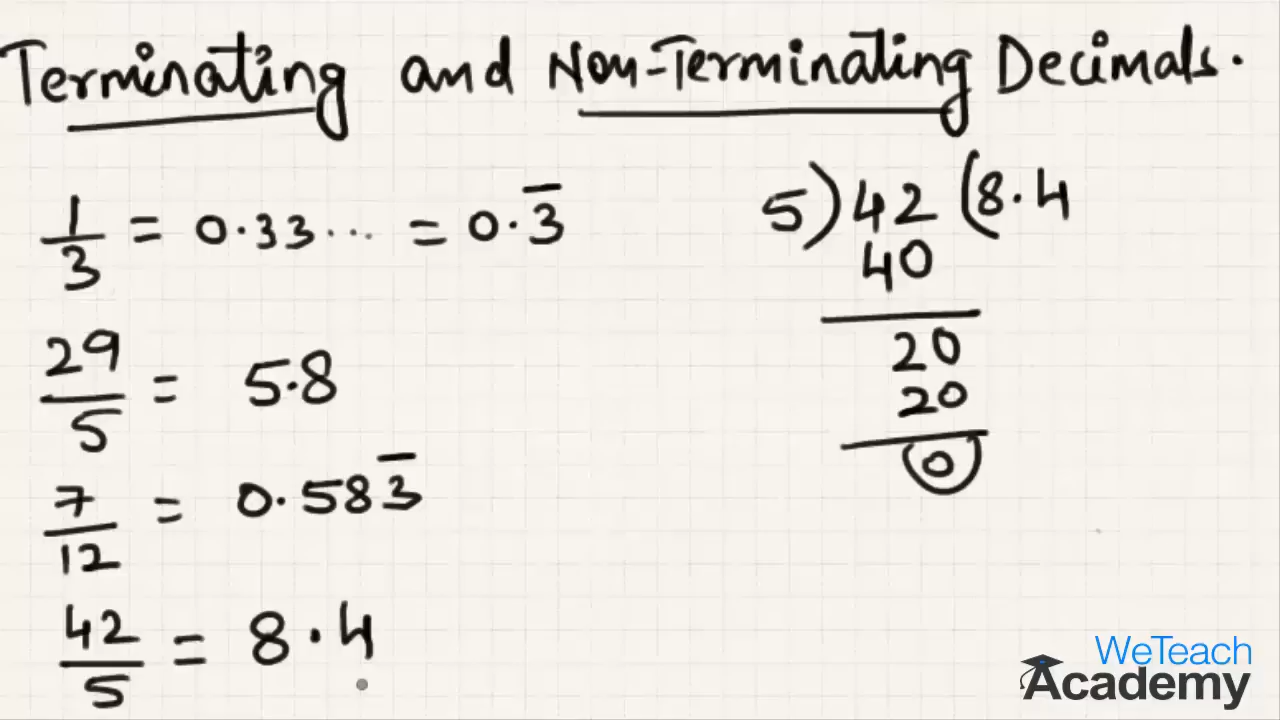 Terminating and Non-Terminating Decimals.
1/3 = 0.33... = 0.3̅
29/5 = 5.8
7/12 = 0.583̅
42/5 = 8.4
5) 42 (8.4
40
20
20
0
WeTeach
Academy